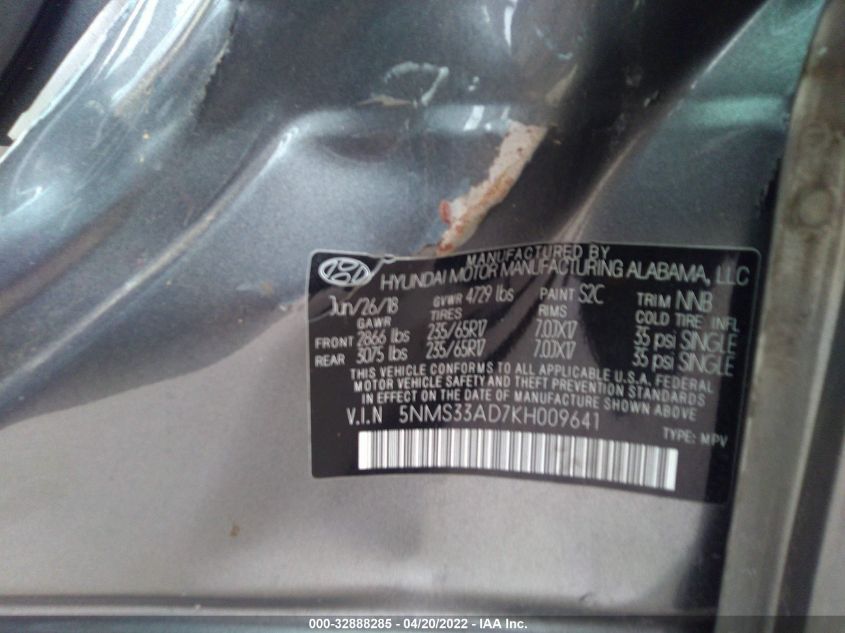 MANUFACTURED BY
HYUNDAI MOTOR MANUFACTURING ALABAMA, LLC
Jun/26/18 GVWR 4729 lbs PAINT S2C TRIM NNB
GAWR TIRES RIMS COLD TIRE INFL
FRONT 2866 lbs 235/65R17 7.0JX17 35 psi SINGLE
REAR 3075 lbs 235/65R17 7.0JX17 35 psi SINGLE
THIS VEHICLE CONFORMS TO ALL APPLICABLE U.S.A. FEDERAL
MOTOR VEHICLE SAFETY AND THEFT PREVENTION STANDARDS
IN EFFECT ON THE DATE OF MANUFACTURE SHOWN ABOVE.
V.I.N 5NMS33AD7KH009641
TYPE: MPV
000-32888285 - 04/20/2022 - IAA Inc.